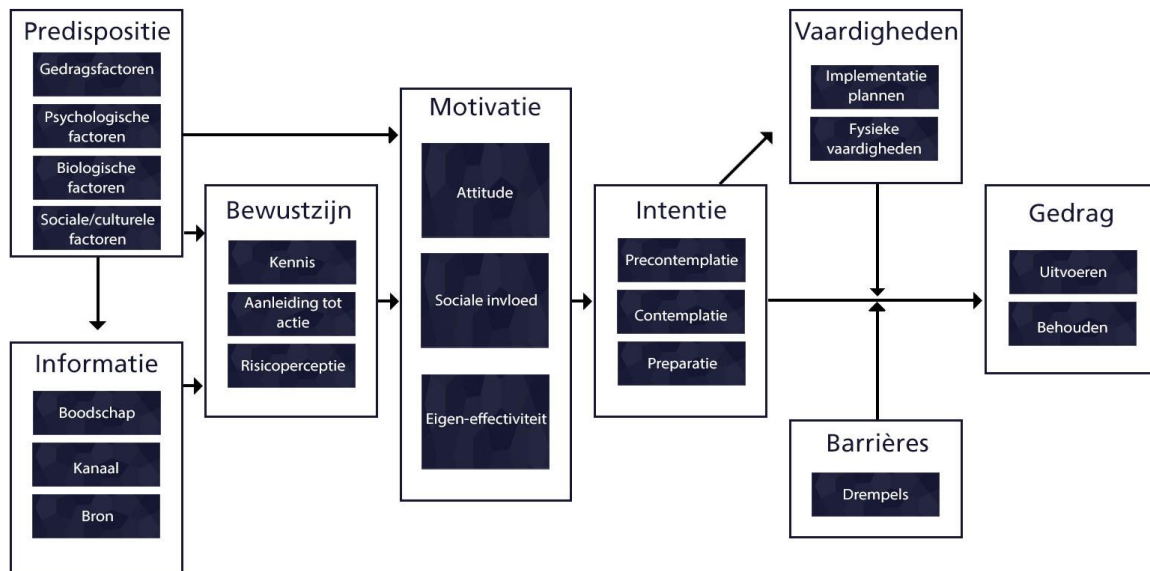 Predispositie
Gedragsfactoren
Psychologische
factoren
Biologische
factoren
Sociale/culturele
factoren
Informatie
Boodschap
Kanaal
Bron
Bewustzijn
Kennis
Aanleiding tot
actie
Risicoperceptie
Motivatie
Attitude
Sociale invloed
Eigen-effectiviteit
Intentie
Precontemplatie
Contemplatie
Preparatie
Vaardigheden
Implementatie
plannen
Fysieke
vaardigheden
Barrières
Drempels
Gedrag
Uitvoeren
Behouden